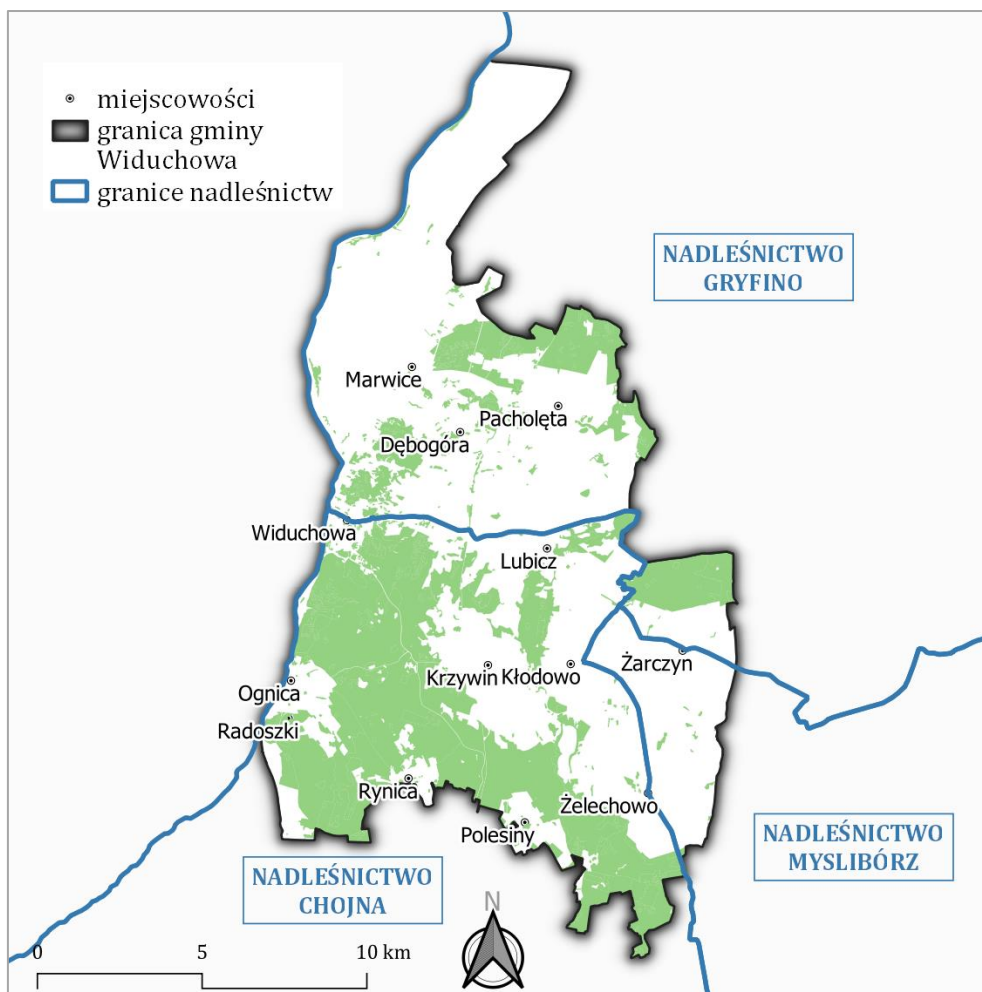 miejscowości
granica gminy
Widuchowa
granice nadleśnictw
NADLEŚNICTWO
GRYFINO
Marwice
Pacholęta
Dębogóra
Widuchowa
Lubicz
Krzywin
Kłodowo
Żarczyn
Ognica
Radoszki
Rynica
Żelechowo
Polesiny
NADLEŚNICTWO
MYSLIBÓRZ
NADLEŚNICTWO
CHOJNA
N
0 5 10 km